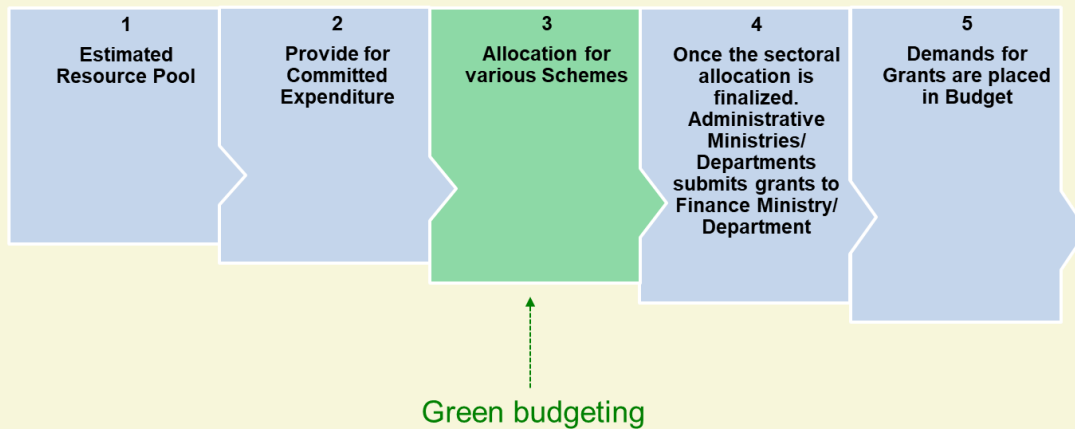 1
Estimated
Resource Pool
2
Provide for
Committed
Expenditure
3
Allocation for
various Schemes
4
Once the sectoral
allocation is
finalized.
Administrative
Ministries/
Departments
submits grants to
Finance Ministry/
Department
5
Demands for
Grants are placed
in Budget
Green budgeting